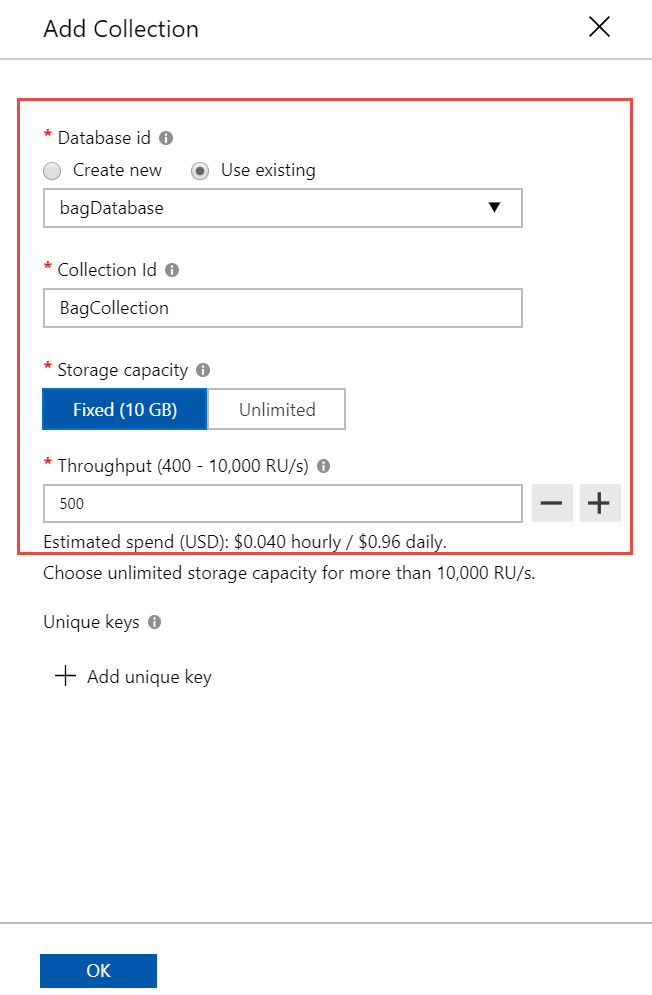 Add Collection
* Database id
Create new Use existing
bagDatabase
* Collection Id
BagCollection
* Storage capacity
Fixed (10 GB) Unlimited
* Throughput (400 - 10,000 RU/s)
500
Estimated spend (USD): $0.040 hourly / $0.96 daily.
Choose unlimited storage capacity for more than 10,000 RU/s.
Unique keys
Add unique key
OK